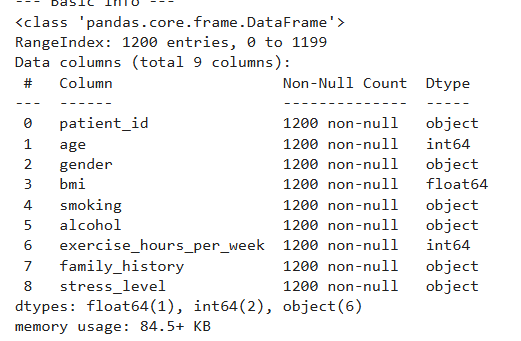 --- Basic Info ---
<class 'pandas.core.frame.DataFrame'>
RangeIndex: 1200 entries, 0 to 1199
Data columns (total 9 columns):
 #   Column                   Non-Null Count  Dtype
---  ------                   --------------  -----
 0   patient_id               1200 non-null   object
 1   age                      1200 non-null   int64
 2   gender                   1200 non-null   object
 3   bmi                      1200 non-null   float64
 4   smoking                  1200 non-null   object
 5   alcohol                  1200 non-null   object
 6   exercise_hours_per_week  1200 non-null   int64
 7   family_history           1200 non-null   object
 8   stress_level             1200 non-null   object
dtypes: float64(1), int64(2), object(6)
memory usage: 84.5+ KB